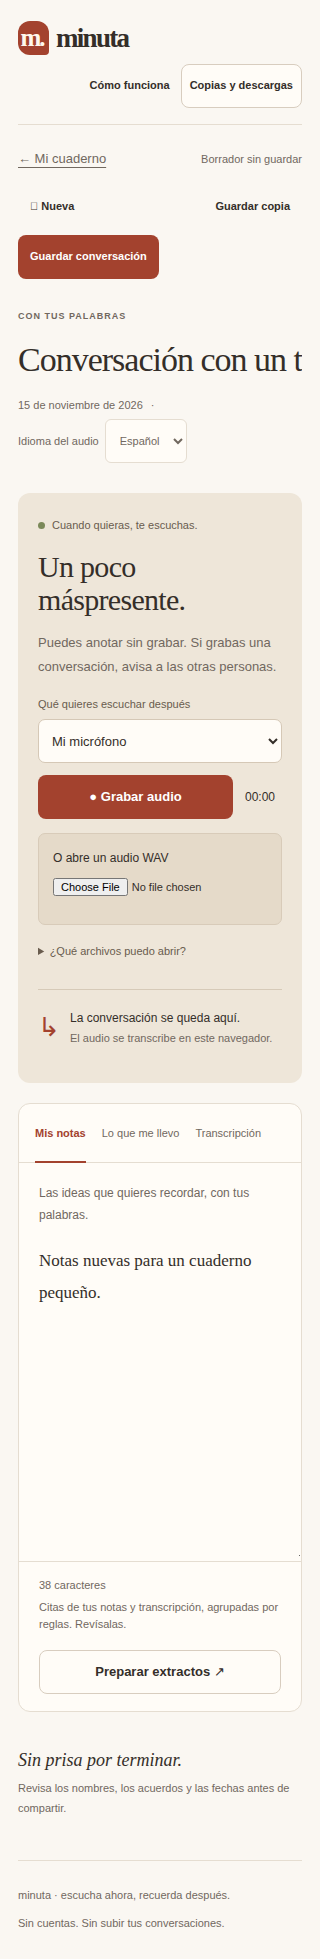 m. minuta
Cómo funciona Copias y descargas
← Mi cuaderno Borrador sin guardar
Nueva Guardar copia
Guardar conversación
CON TUS PALABRAS
Conversación con un t
15 de noviembre de 2026 ·
Idioma del audio Español
Cuando quieras, te escuchas.
Un poco
máspresente.
Puedes anotar sin grabar. Si grabas una
conversación, avisa a las otras personas.
Qué quieres escuchar después
Mi micrófono
● Grabar audio 00:00
O abre un audio WAV
Choose File No file chosen
▶ ¿Qué archivos puedo abrir?
↳ La conversación se queda aquí.
El audio se transcribe en este navegador.
Mis notas Lo que me llevo Transcripción
Las ideas que quieres recordar, con tus
palabras.
Notas nuevas para un cuaderno
pequeño.
38 caracteres
Citas de tus notas y transcripción, agrupadas por
reglas. Revísalas.
Preparar extractos ↗
Sin prisa por terminar.
Revisa los nombres, los acuerdos y las fechas antes de
compartir.
minuta · escucha ahora, recuerda después.
Sin cuentas. Sin subir tus conversaciones.